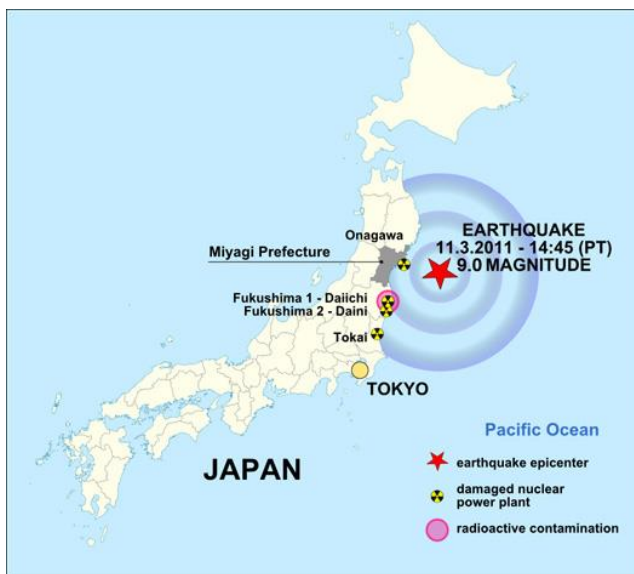 Onagawa
EARTHQUAKE
11.3.2011 - 14:45 (PT)
9.0 MAGNITUDE
Miyagi Prefecture
Fukushima 1 - Daiichi
Fukushima 2 - Daini
Tokai
TOKYO
JAPAN
Pacific Ocean
earthquake epicenter
damaged nuclear
power plant
radioactive contamination